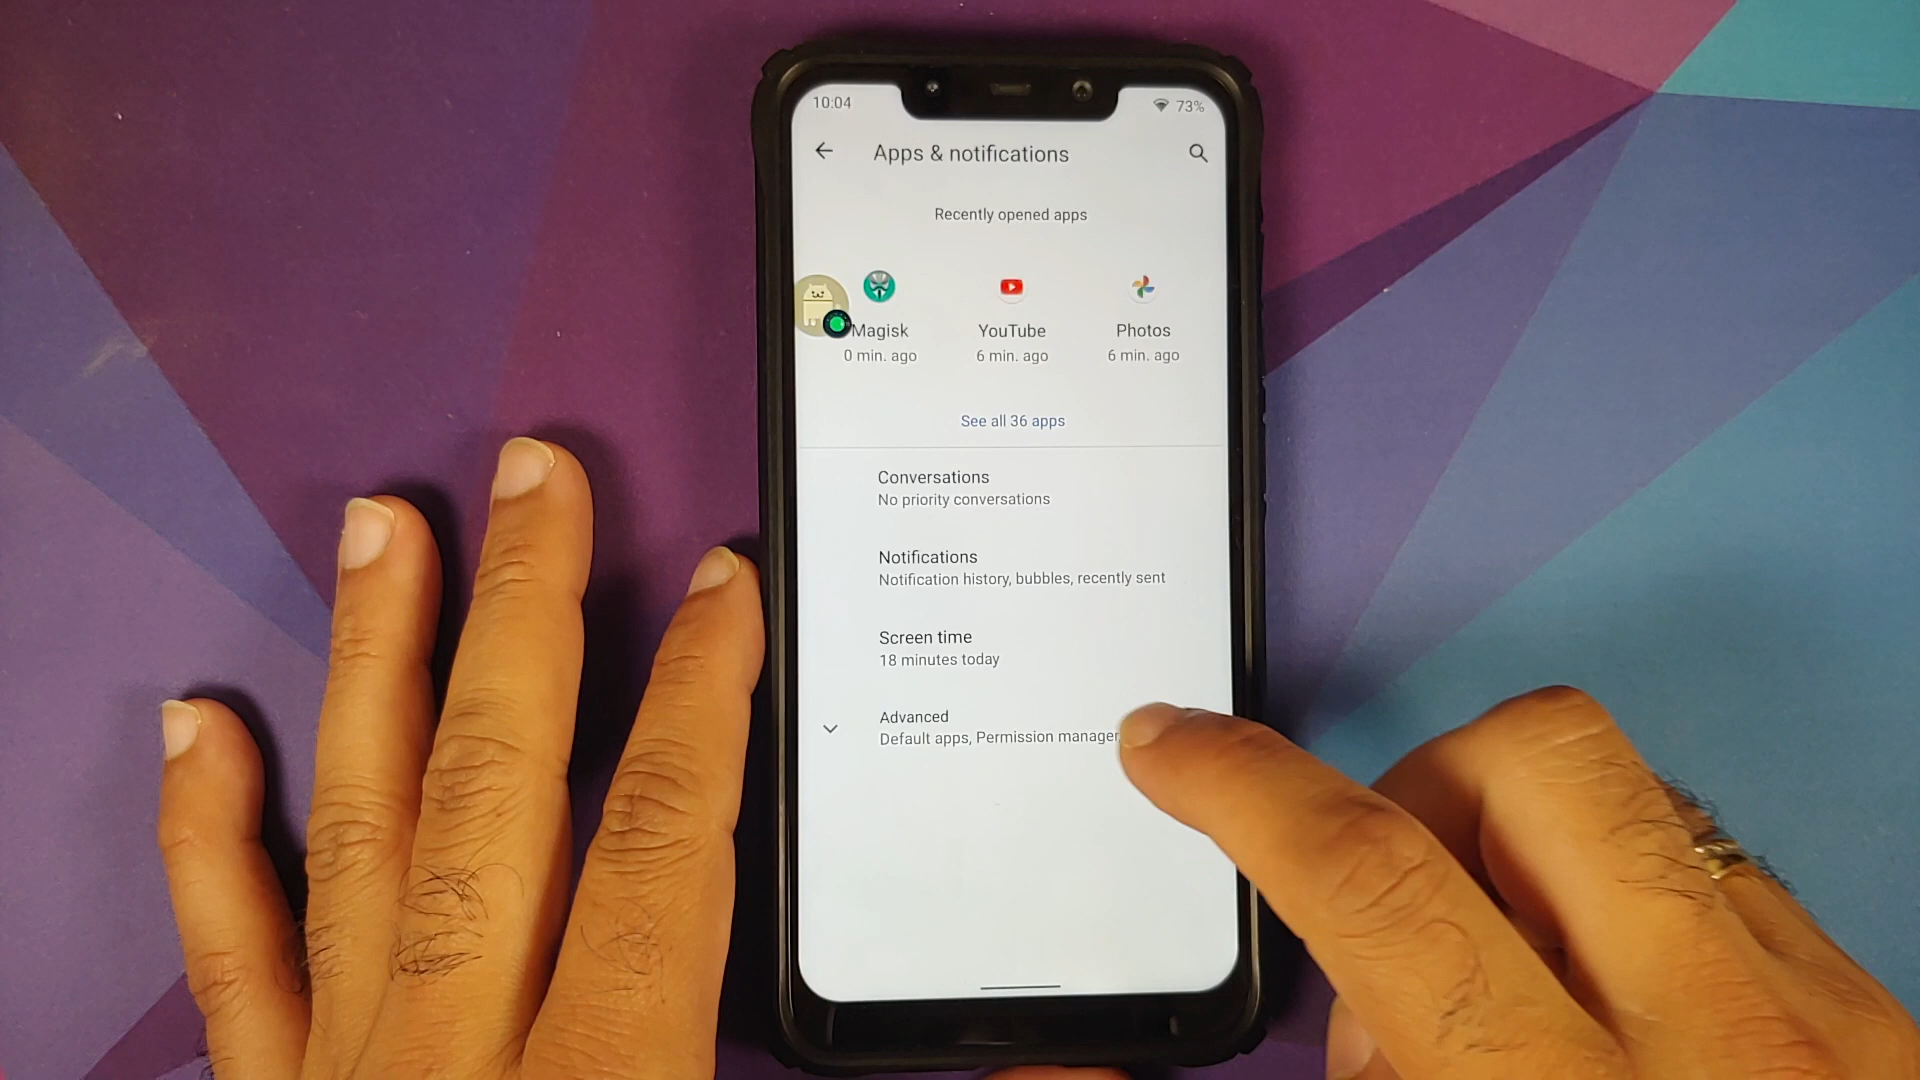 10:04
73%
Apps & notifications
Recently opened apps
Magisk
YouTube
Photos
0 min. ago
6 min. ago
6 min. ago
See all 36 apps
Conversations
No priority conversations
Notifications
Notification history, bubbles, recently sent
Screen time
18 minutes today
Advanced
Default apps, Permission manager